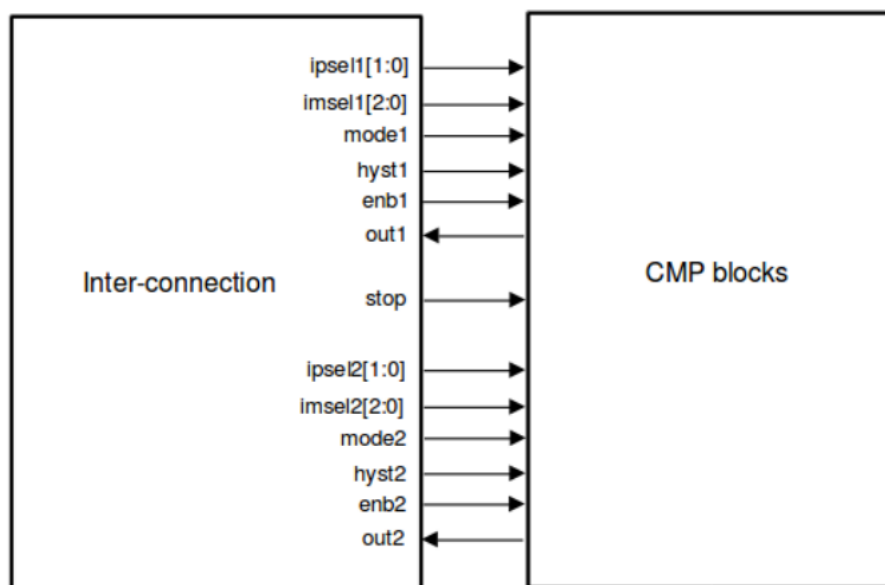 ipsel1[1:0]
imsel1[2:0]
mode1
hyst1
enb1
out1
Inter-connection
CMP blocks
stop
ipsel2[1:0]
imsel2[2:0]
mode2
hyst2
enb2
out2